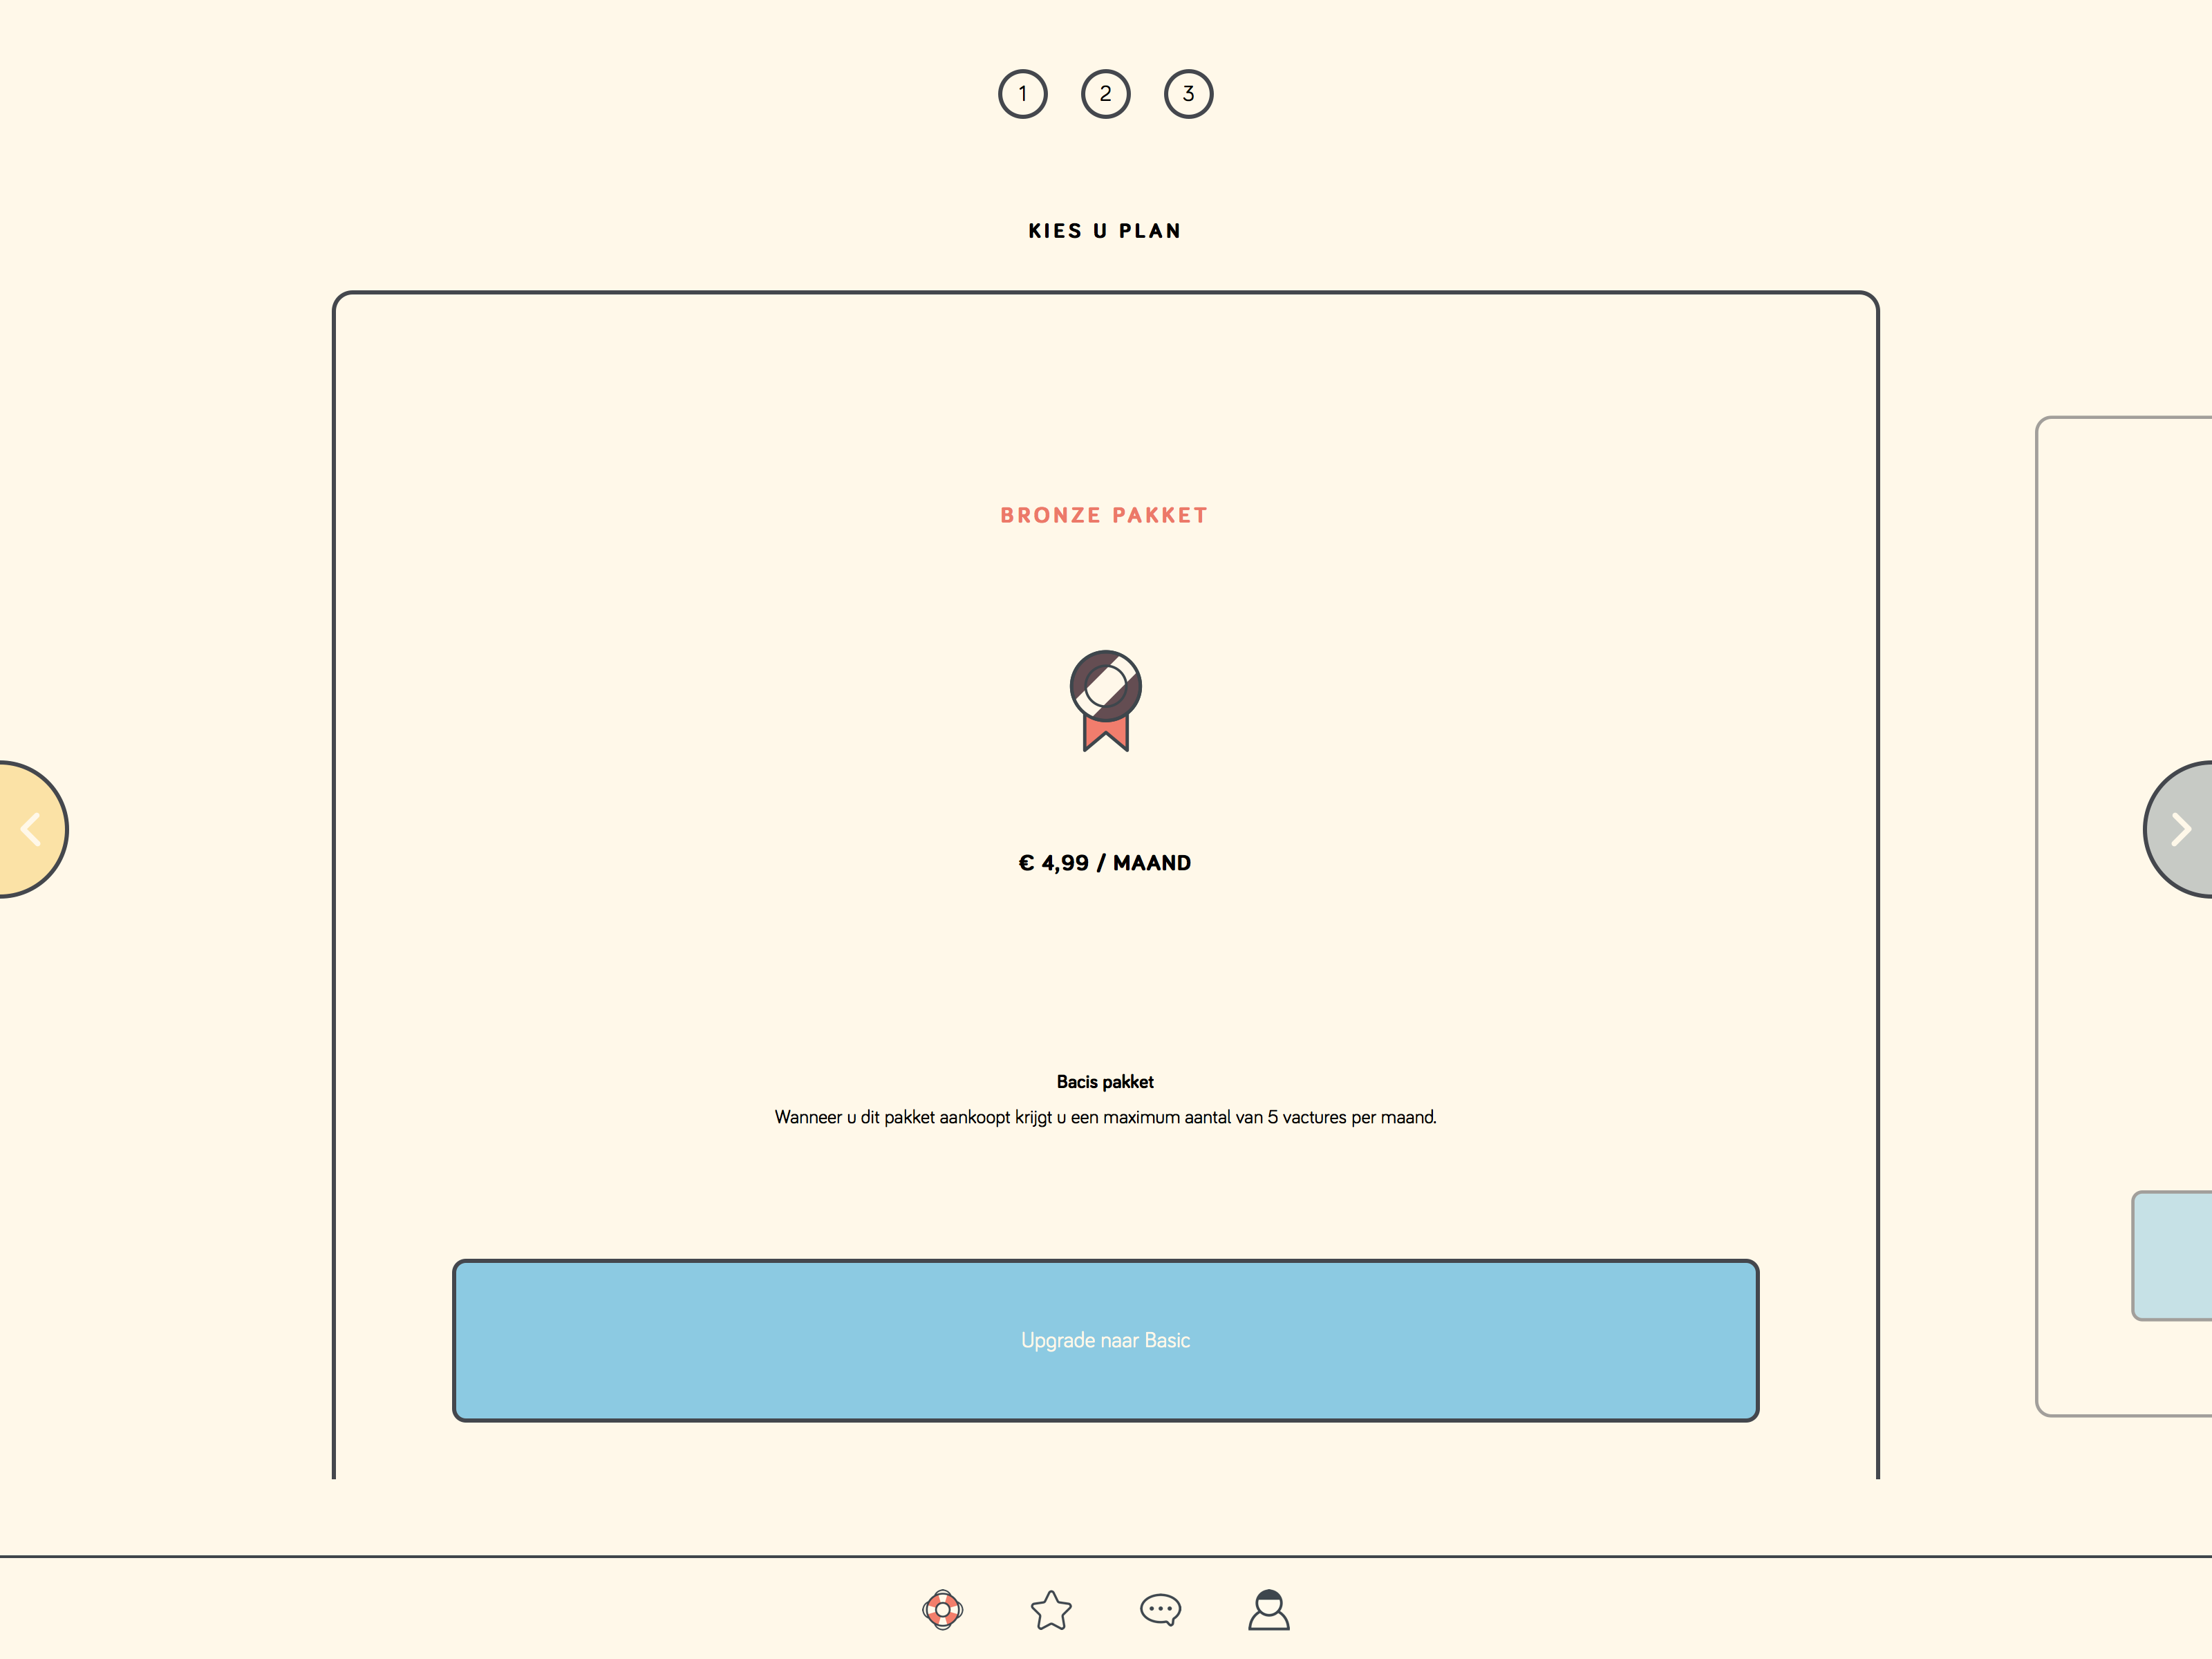 1 2 3
KIES U PLAN
BRONZE PAKKET
€ 4,99 / MAAND
Bacis pakket
Wanneer u dit pakket aankoopt krijgt u een maximum aantal van 5 vactures per maand.
Upgrade naar Basic